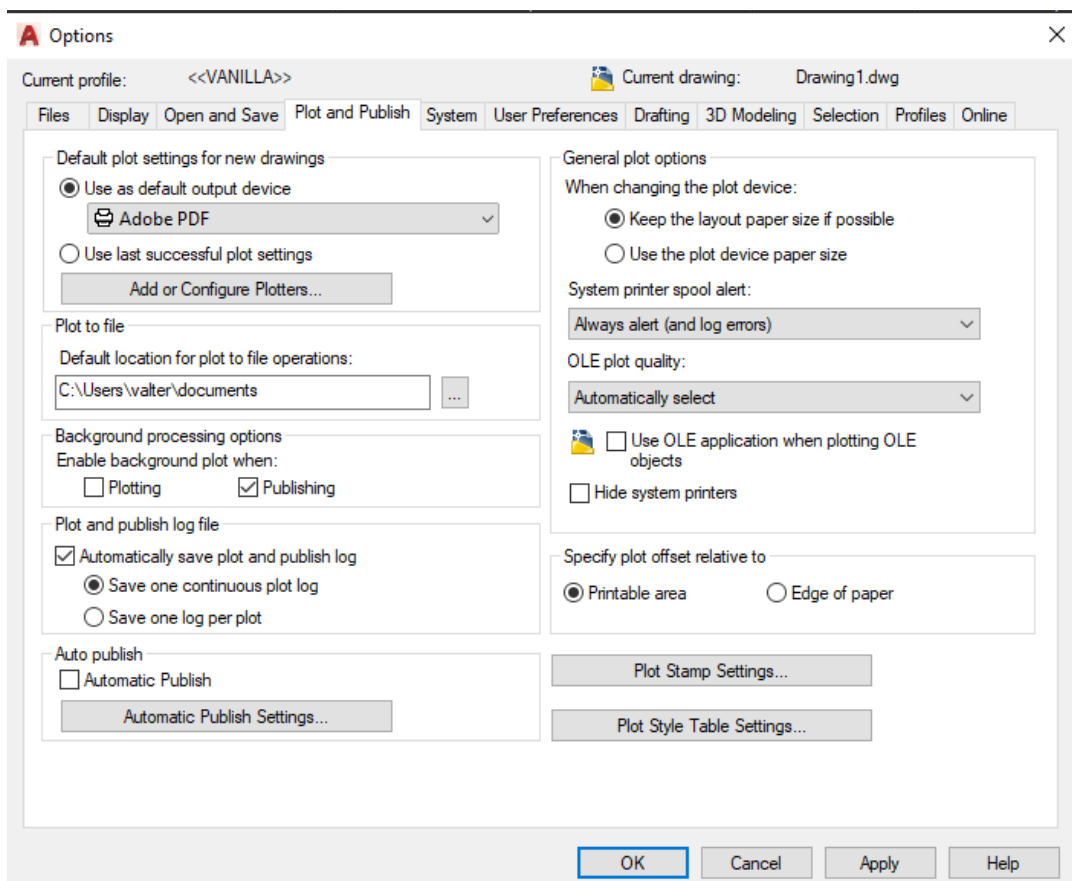 Options
Current profile: <<VANILLA>> Current drawing: Drawing1.dwg
Files Display Open and Save Plot and Publish System User Preferences Drafting 3D Modeling Selection Profiles Online
Default plot settings for new drawings
Use as default output device
Adobe PDF
Use last successful plot settings
Add or Configure Plotters...
Plot to file
Default location for plot to file operations:
C:\Users\valter\documents
...
Background processing options
Enable background plot when:
Plotting Publishing
Plot and publish log file
Automatically save plot and publish log
Save one continuous plot log
Save one log per plot
Auto publish
Automatic Publish
Automatic Publish Settings...
General plot options
When changing the plot device:
Keep the layout paper size if possible
Use the plot device paper size
System printer spool alert:
Always alert (and log errors)
OLE plot quality:
Automatically select
Use OLE application when plotting OLE
objects
Hide system printers
Specify plot offset relative to
Printable area Edge of paper
Plot Stamp Settings...
Plot Style Table Settings...
OK Cancel Apply Help